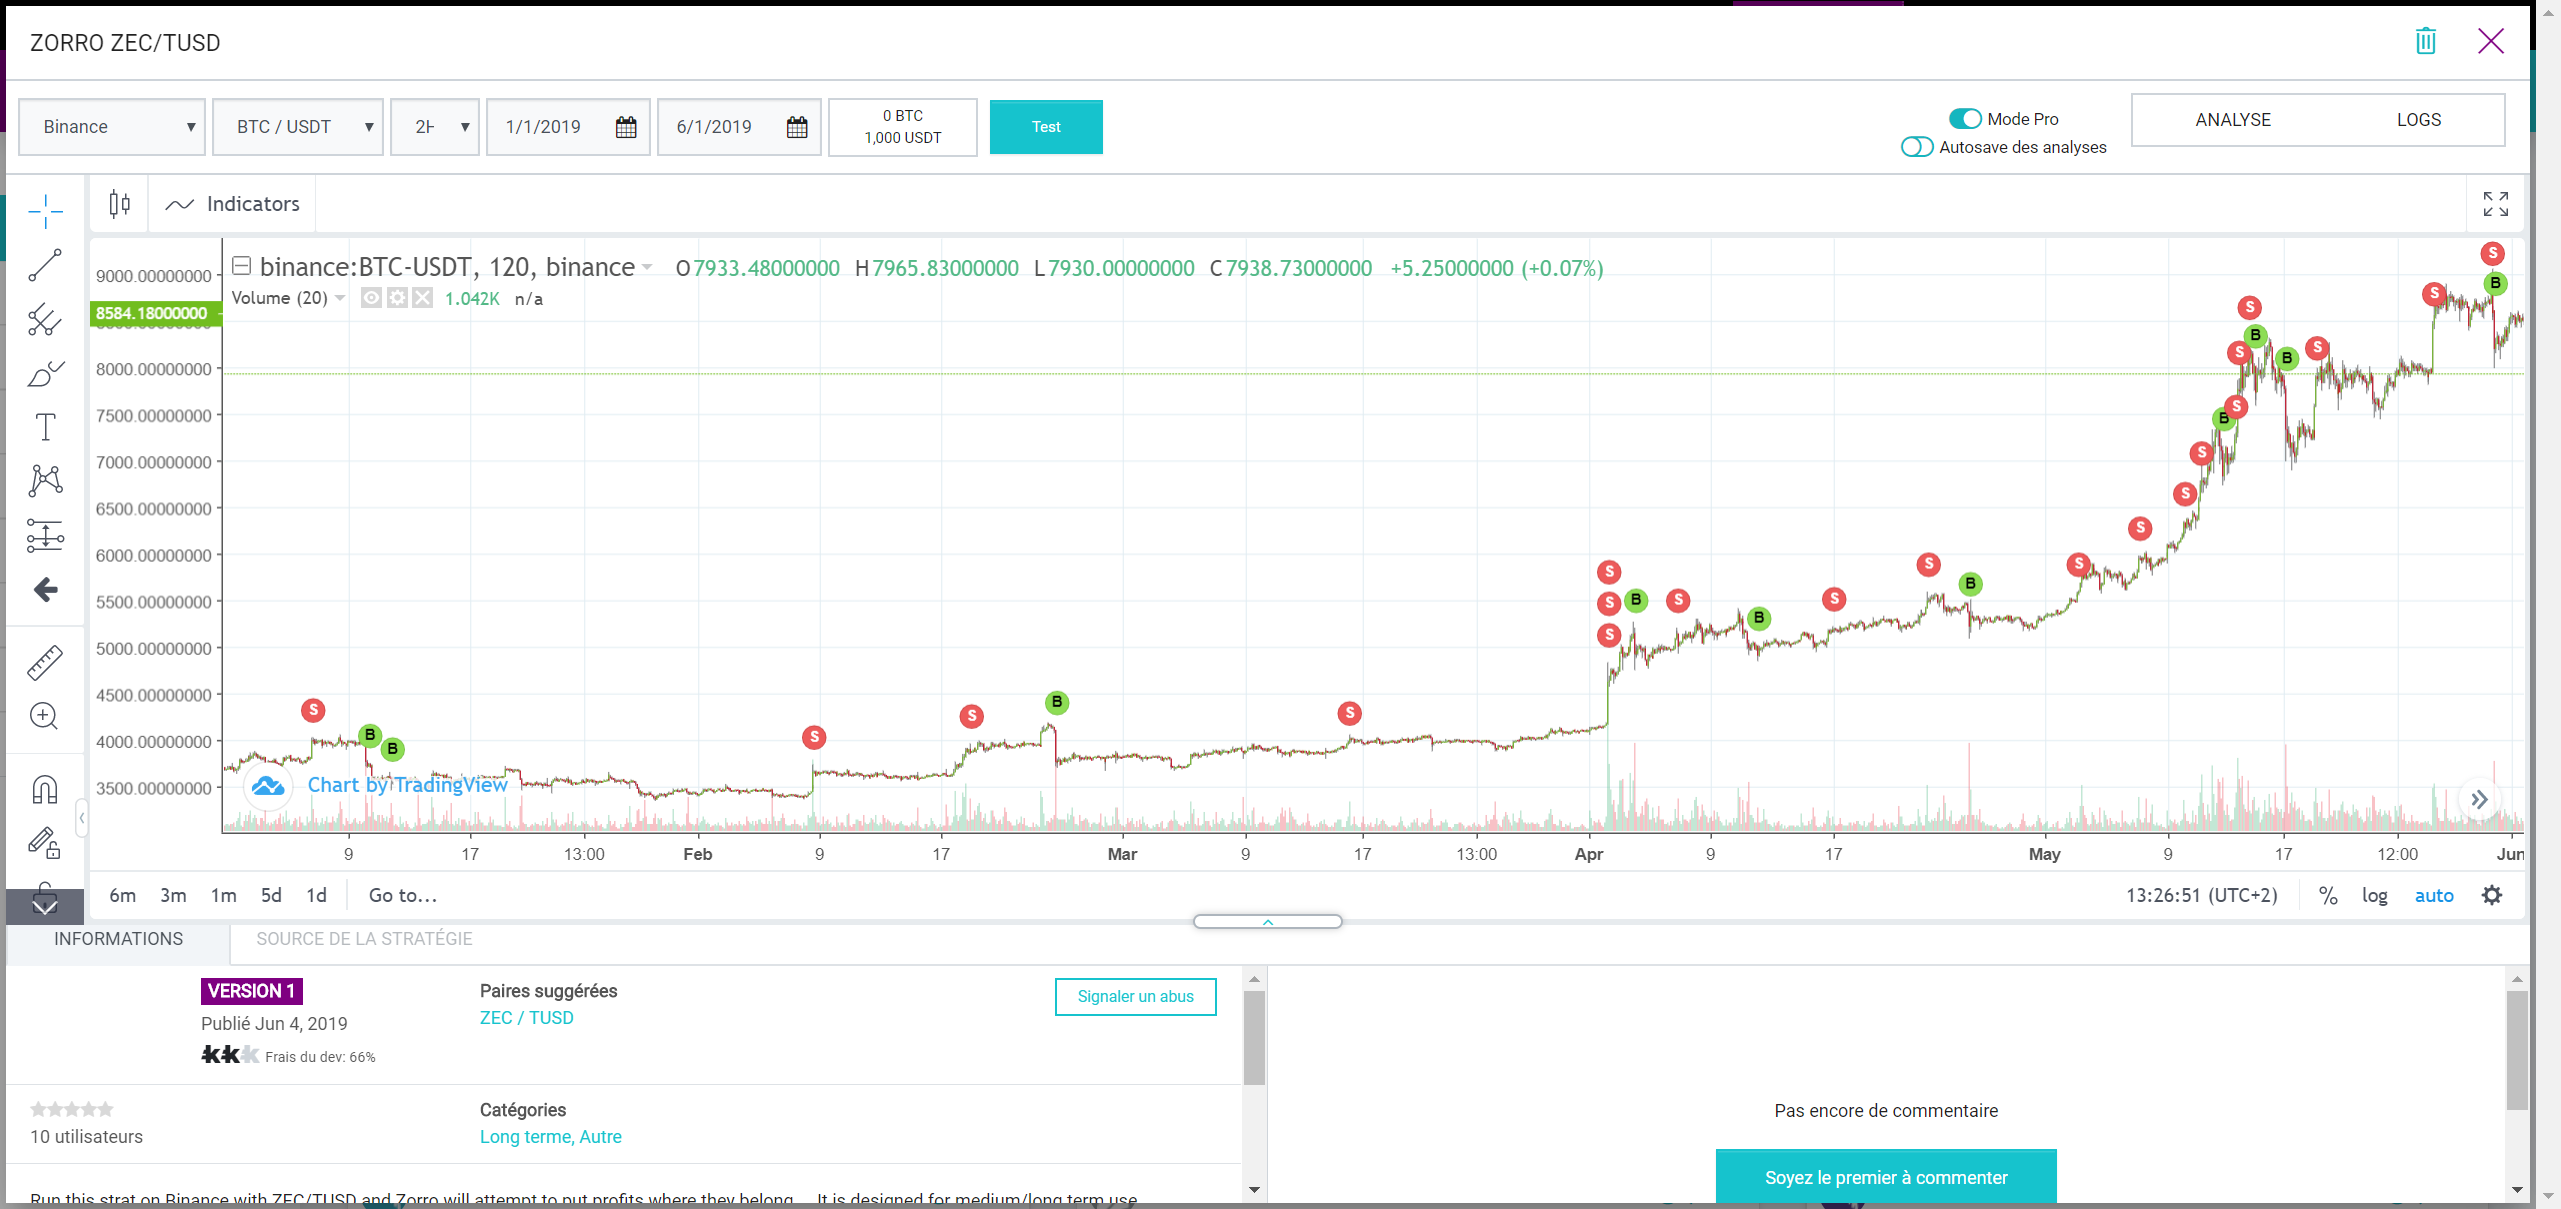 ZORRO ZEC/TUSD
Binance
BTC / USDT
2H
1/1/2019
6/1/2019
0 BTC
1,000 USDT
Test
Mode Pro
Autosave des analyses
ANALYSE
LOGS
Indicators
binance:BTC-USDT, 120, binance O7933.48000000 H7965.83000000 L7930.00000000 C7938.73000000 +5.25000000 (+0.07%)
Volume (20) 1.042K n/a
9000.00000000
8584.18000000
8000.00000000
7500.00000000
7000.00000000
6500.00000000
6000.00000000
5500.00000000
5000.00000000
4500.00000000
4000.00000000
3500.00000000
S
B
B
S
S
B
S
S
S
S
B
S
B
S
S
B
S
S
S
S
B
S
S
S
B
B
S
S
S
B
Chart by TradingView
9 17 13:00 Feb 9 17 Mar 9 17 13:00 Apr 9 17 May 9 17 12:00 Jun
6m 3m 1m 5d 1d Go to...
13:26:51 (UTC+2) % log auto
INFORMATIONS
SOURCE DE LA STRATÉGIE
VERSION 1
Publié Jun 4, 2019
Frais du dev: 66%
Paires suggérées
ZEC / TUSD
Signaler un abus
10 utilisateurs
Catégories
Long terme, Autre
Run this strat on Binance with ZEC/TUSD and Zorro will attempt to put profits where they belong... It is designed for medium/long term use
Pas encore de commentaire
Soyez le premier à commenter